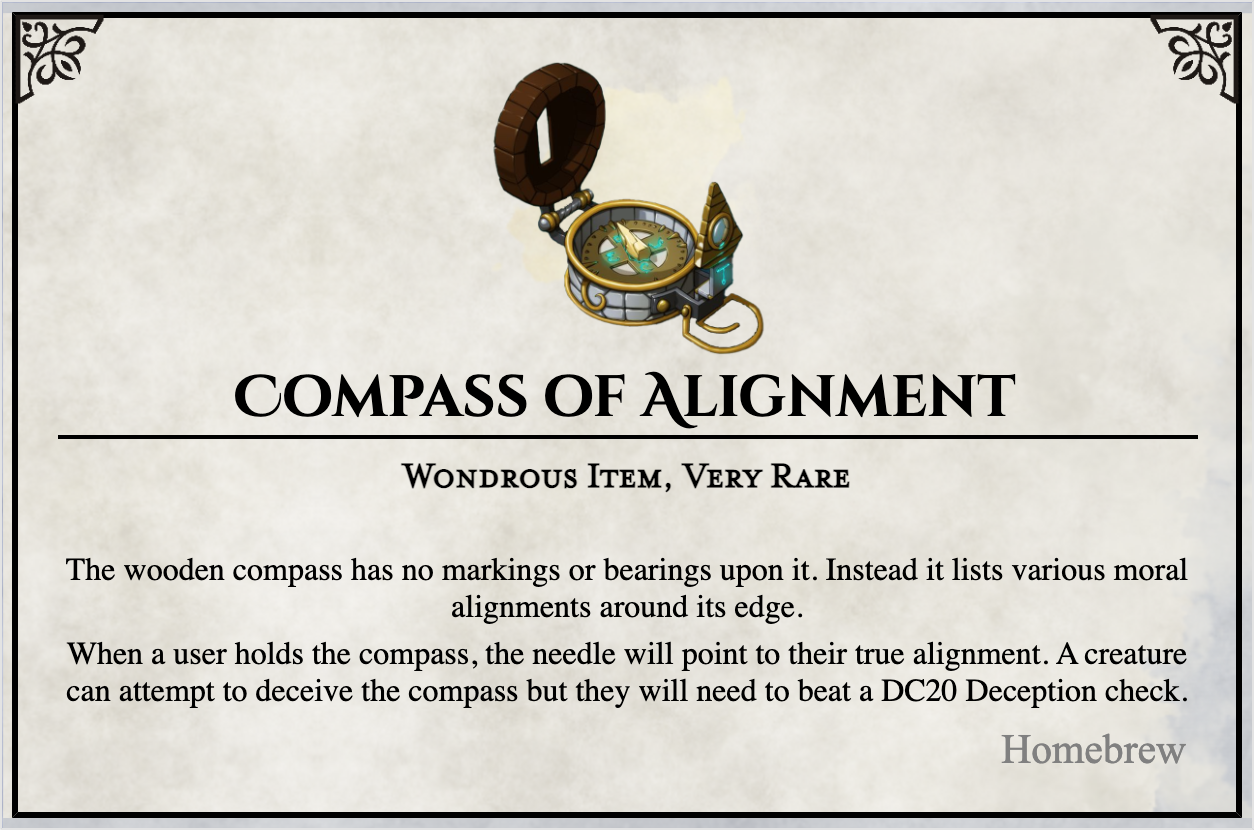 Compass of Alignment
Wondrous Item, Very Rare
The wooden compass has no markings or bearings upon it. Instead it lists various moral
alignments around its edge.
When a user holds the compass, the needle will point to their true alignment. A creature
can attempt to deceive the compass but they will need to beat a DC20 Deception check.
Homebrew